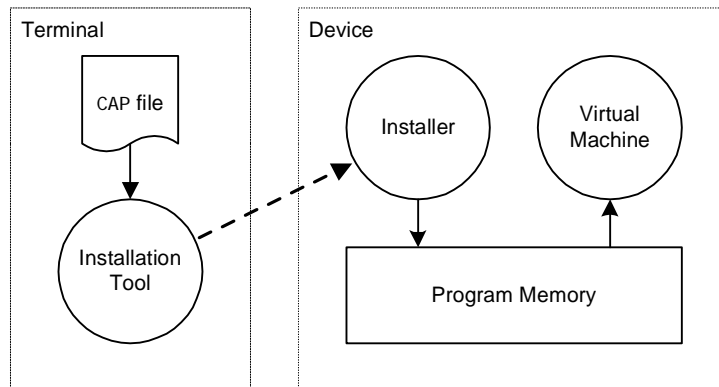 Terminal
CAP file
Installation
Tool
Device
Installer
Virtual
Machine
Program Memory